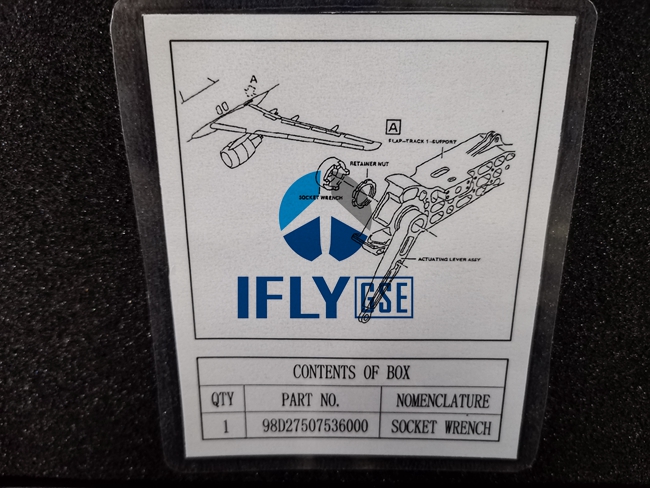 A
A
FLAP-TRACK 1-SUPPORT
RETAINER NUT
SOCKET WRENCH
ACTUATING LEVER ASSY
IFLY GSE
CONTENTS OF BOX
QTY PART NO. NOMENCLATURE
1 98D27507536000 SOCKET WRENCH